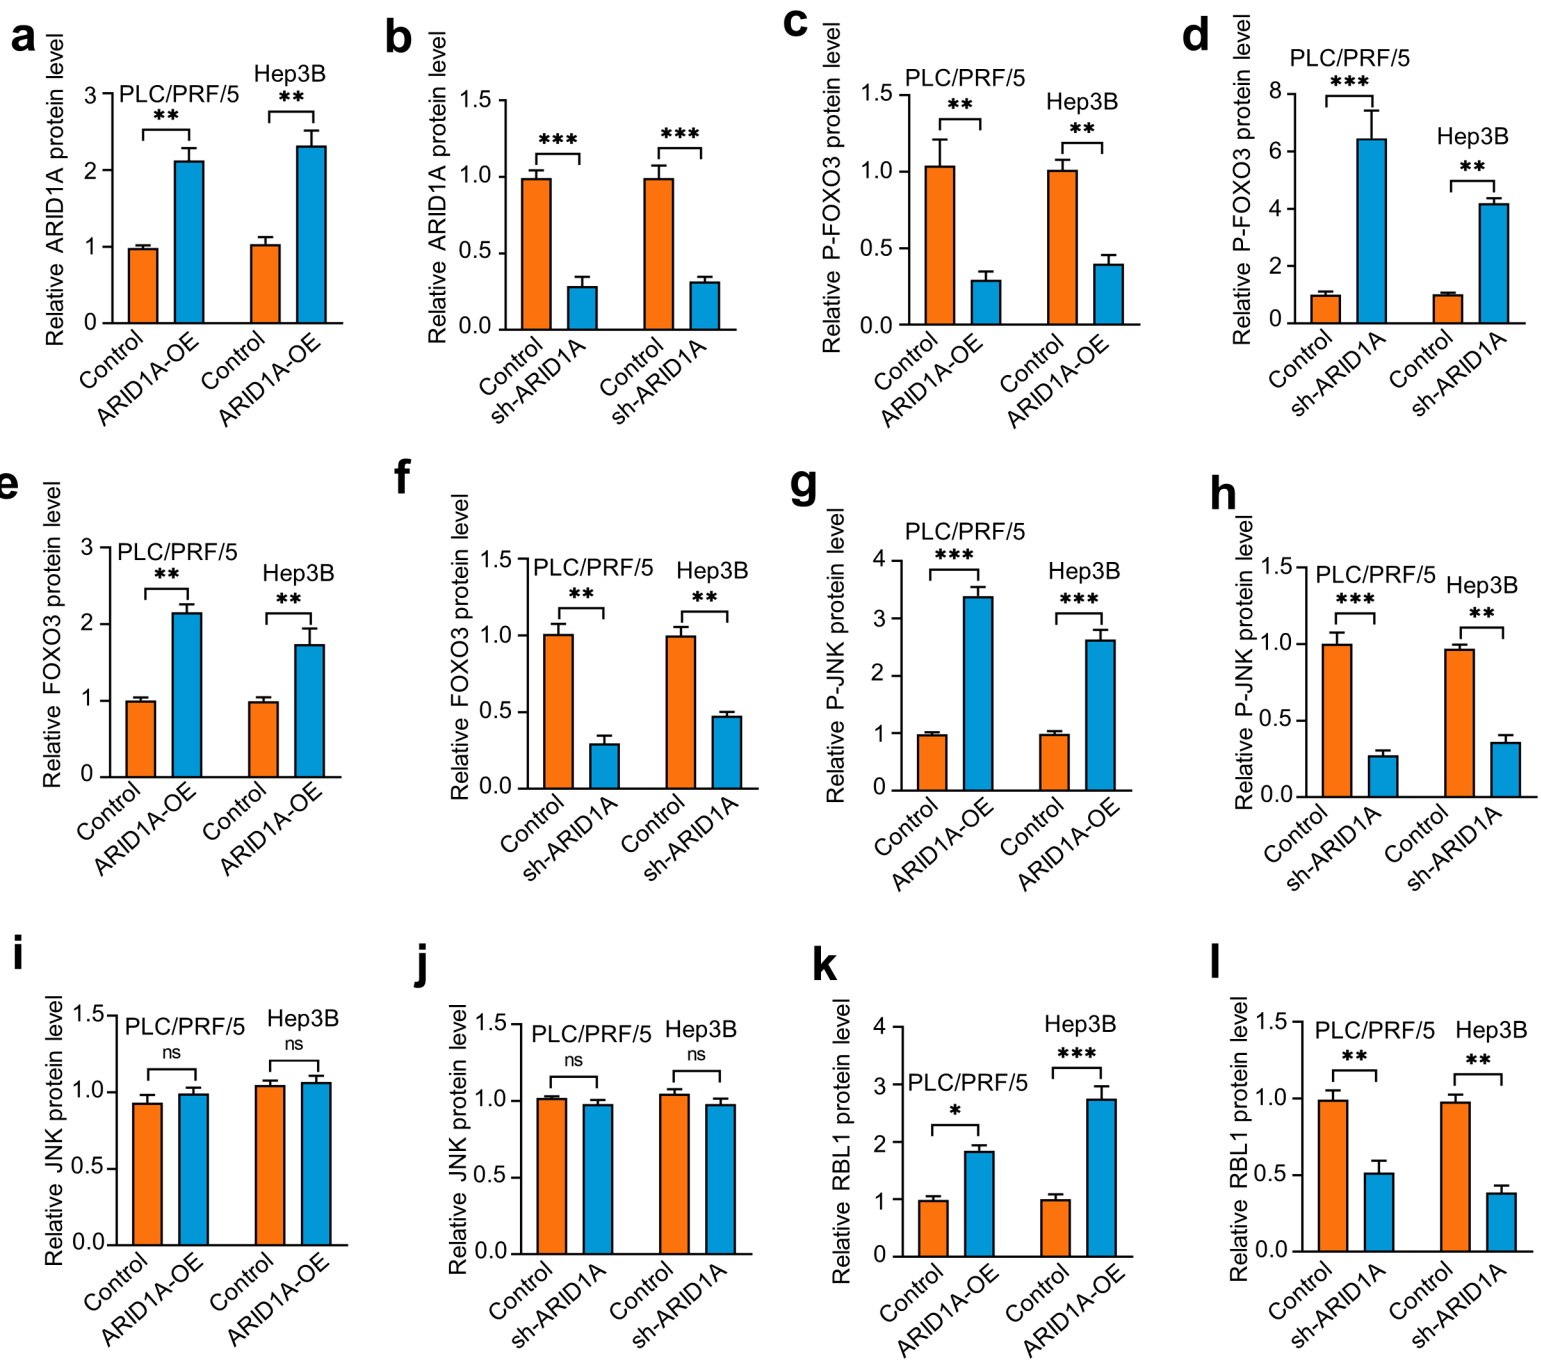 a
Relative ARID1A protein level
PLC/PRF/5
Hep3B
**
**
3
2
1
0
Control
ARID1A-OE
Control
ARID1A-OE
b
Relative ARID1A protein level
***
***
1.5
1.0
0.5
0.0
Control
sh-ARID1A
Control
sh-ARID1A
c
Relative P-FOXO3 protein level
PLC/PRF/5
Hep3B
**
**
1.5
1.0
0.5
0.0
Control
ARID1A-OE
Control
ARID1A-OE
d
Relative P-FOXO3 protein level
PLC/PRF/5
Hep3B
***
**
8
6
4
2
0
Control
sh-ARID1A
Control
sh-ARID1A
e
Relative FOXO3 protein level
PLC/PRF/5
Hep3B
**
**
3
2
1
0
Control
ARID1A-OE
Control
ARID1A-OE
f
Relative FOXO3 protein level
PLC/PRF/5
Hep3B
**
**
1.5
1.0
0.5
0.0
Control
sh-ARID1A
Control
sh-ARID1A
g
Relative P-JNK protein level
PLC/PRF/5
Hep3B
***
***
4
3
2
1
0
Control
ARID1A-OE
Control
ARID1A-OE
h
Relative P-JNK protein level
PLC/PRF/5
Hep3B
***
**
1.5
1.0
0.5
0.0
Control
sh-ARID1A
Control
sh-ARID1A
i
Relative JNK protein level
PLC/PRF/5
Hep3B
ns
ns
1.5
1.0
0.5
0.0
Control
ARID1A-OE
Control
ARID1A-OE
j
Relative JNK protein level
PLC/PRF/5
Hep3B
ns
ns
1.5
1.0
0.5
0.0
Control
sh-ARID1A
Control
sh-ARID1A
k
Relative RBL1 protein level
PLC/PRF/5
Hep3B
*
***
4
3
2
1
0
Control
ARID1A-OE
Control
ARID1A-OE
l
Relative RBL1 protein level
PLC/PRF/5
Hep3B
**
**
1.5
1.0
0.5
0.0
Control
sh-ARID1A
Control
sh-ARID1A